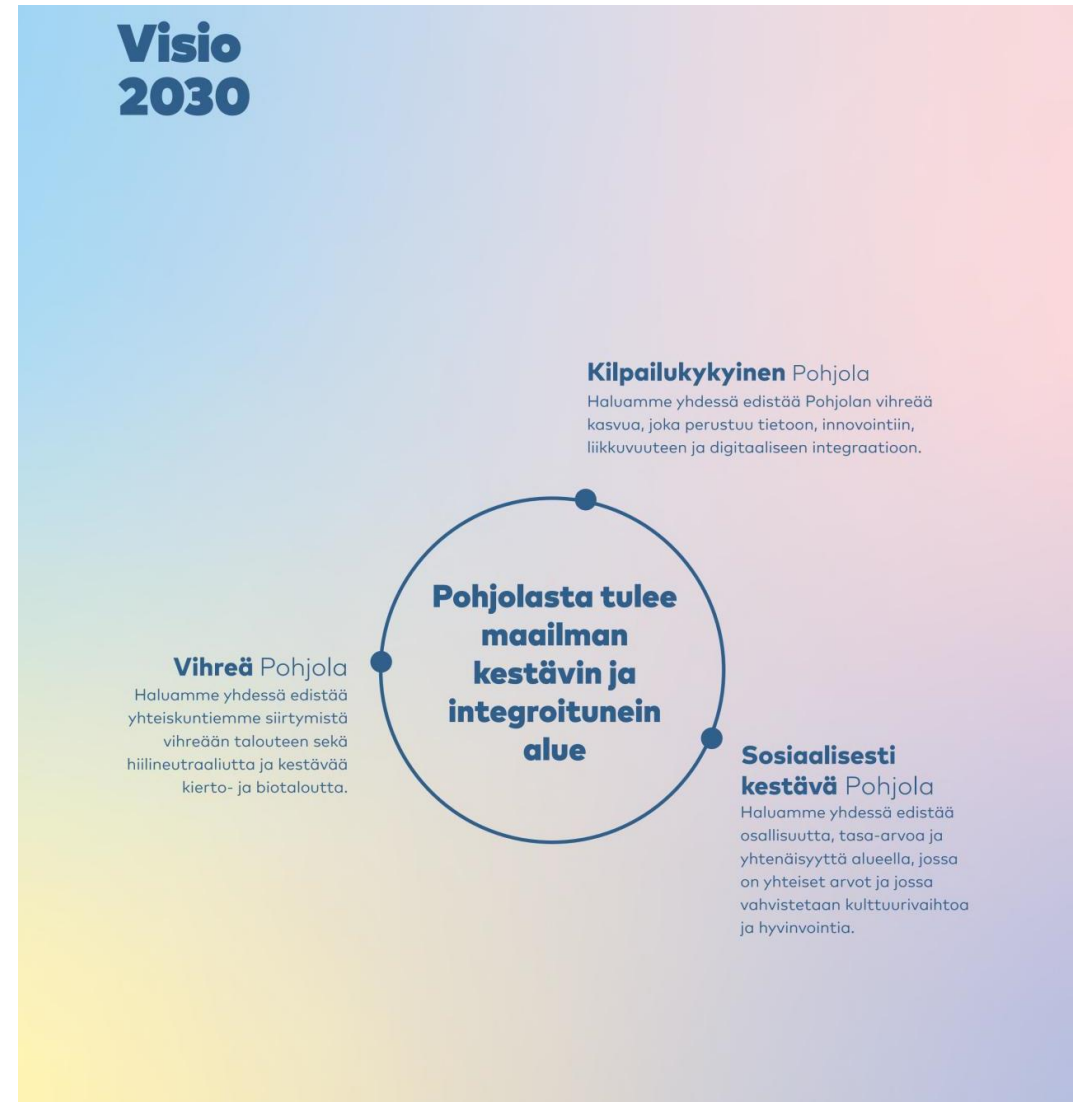 Visio
2030
Kilpailukykyinen Pohjola
Haluamme yhdessä edistää Pohjolan vihreää
kasvua, joka perustuu tietoon, innovointiin,
liikkuvuuteen ja digitaaliseen integraatioon.
Pohjolasta tulee
maailman
kestävin ja
integroitunein
alue
Vihreä Pohjola
Haluamme yhdessä edistää
yhteiskuntiemme siirtymistä
vihreään talouteen sekä
hiilineutraaliutta ja kestävää
kierto- ja biotaloutta.
Sosiaalisesti
kestävä Pohjola
Haluamme yhdessä edistää
osallisuutta, tasa-arvoa ja
yhtenäisyyttä alueella, jossa
on yhteiset arvot ja jossa
vahvistetaan kulttuurivaihtoa
ja hyvinvointia.